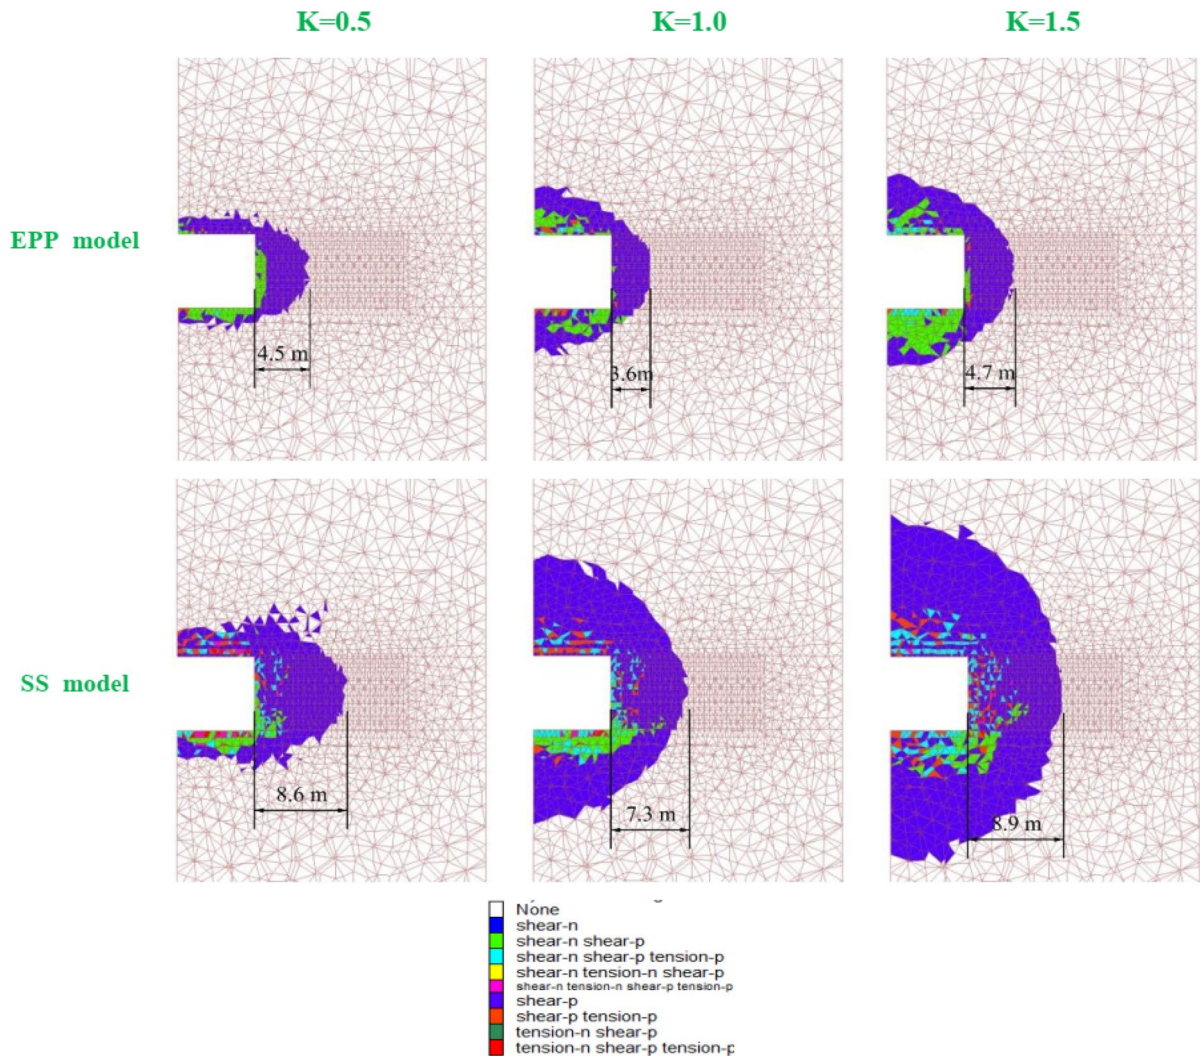 K=0.5 K=1.0 K=1.5
EPP model
4.5 m 3.6m 4.7 m
SS model
8.6 m 7.3 m 8.9 m
None
shear-n
shear-n shear-p
shear-n shear-p tension-p
shear-n tension-n shear-p
shear-n tension-n shear-p tension-p
shear-p
shear-p tension-p
tension-n shear-p
tension-n shear-p tension-p